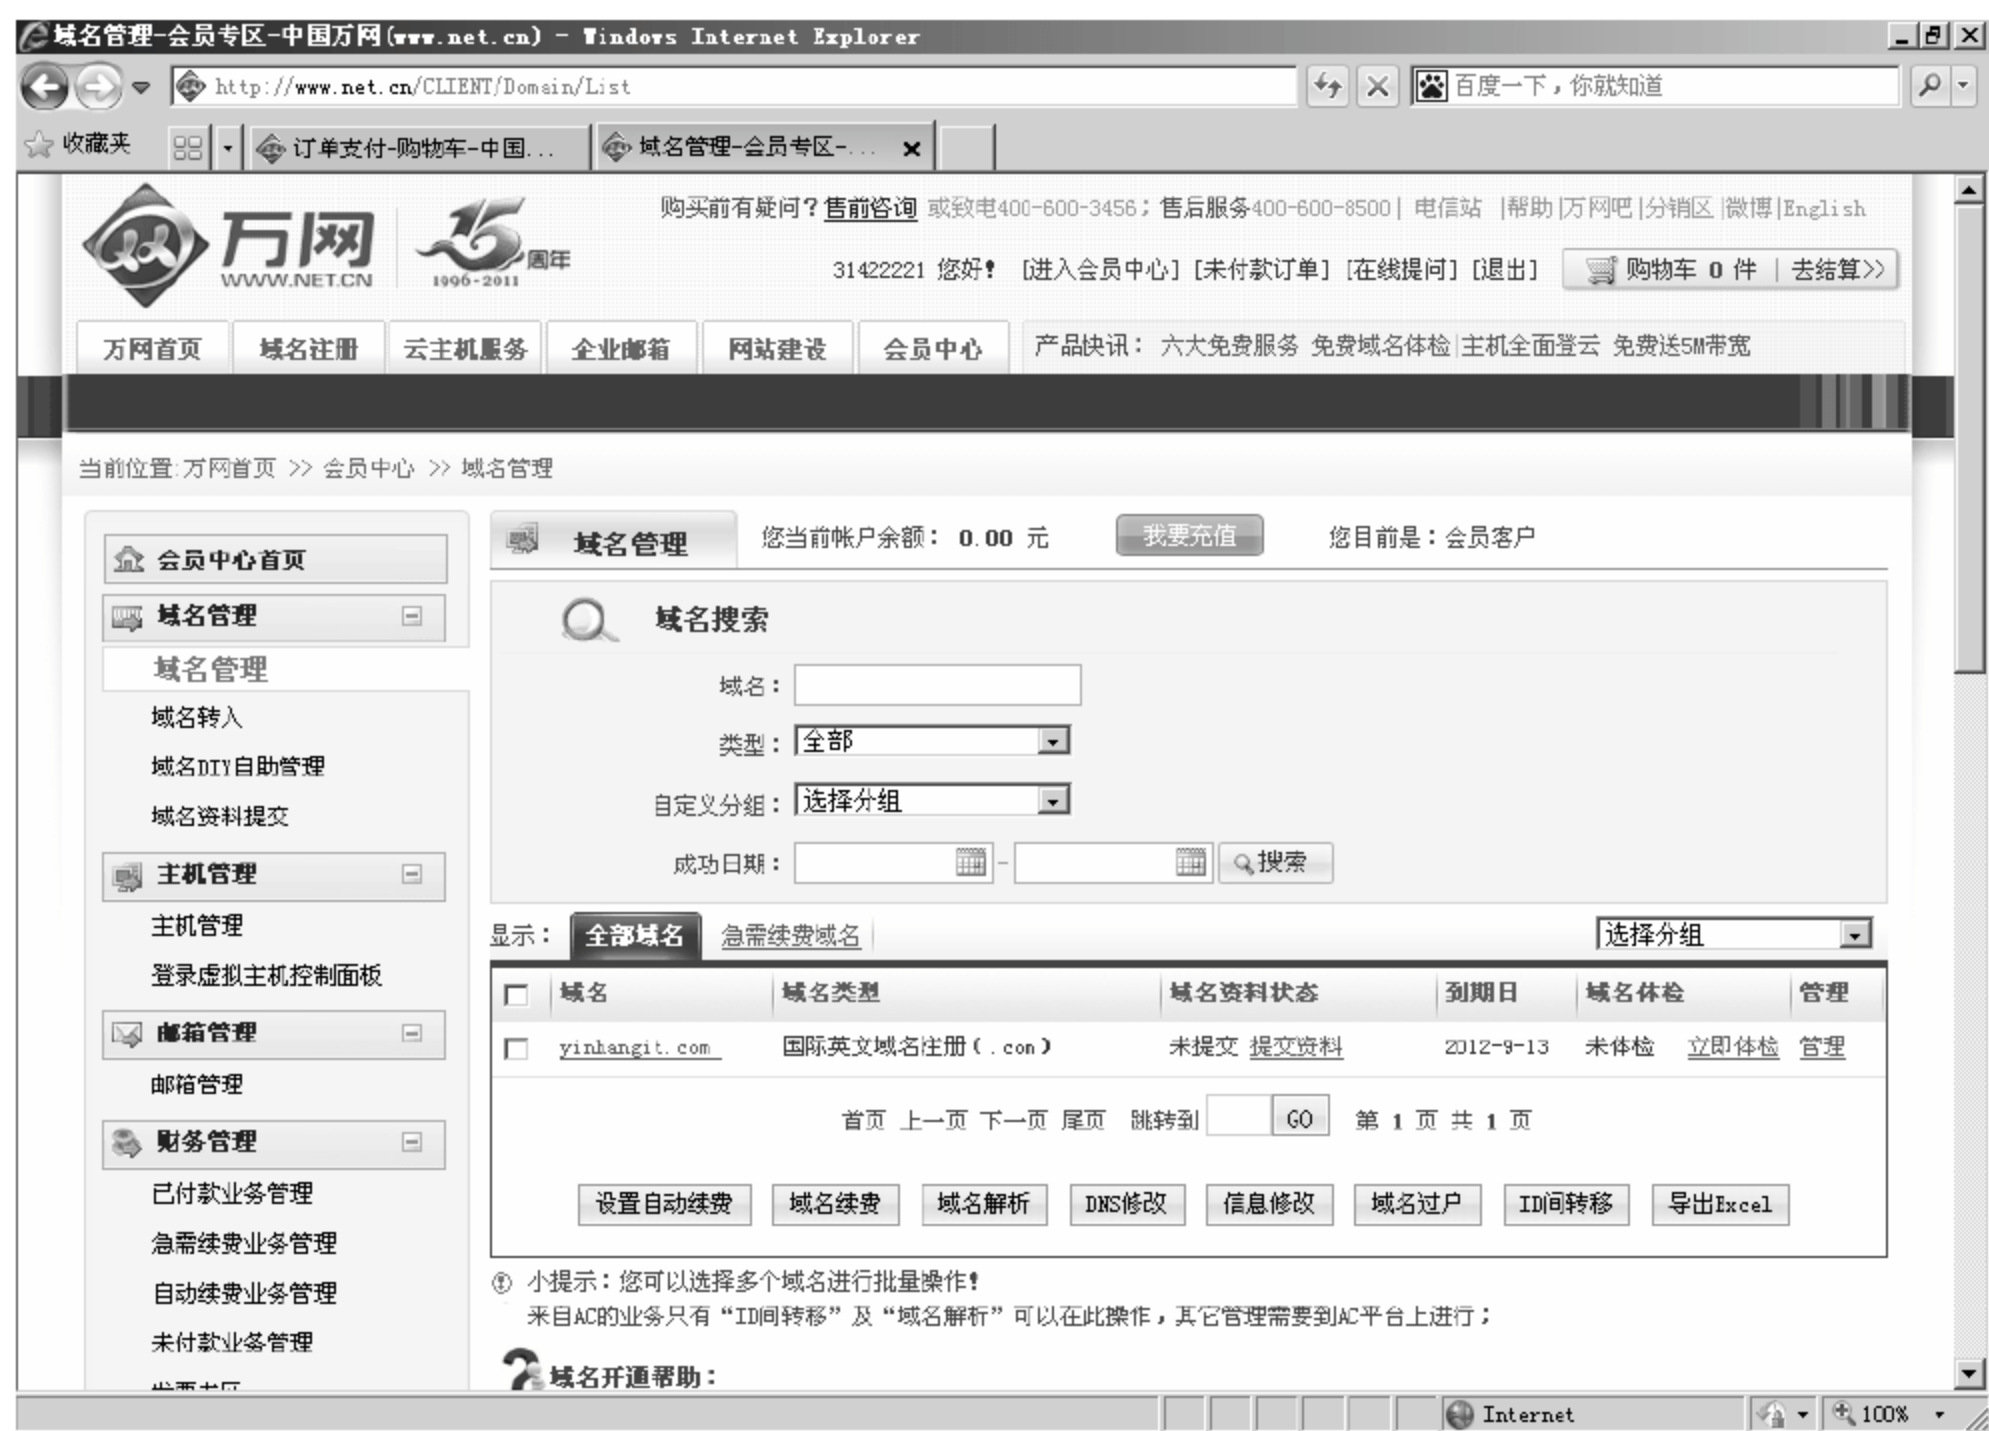 域名管理-会员专区-中国万网(www.net.cn) - Windows Internet Explorer
http://www.net.cn/CLIENT/Domain/List
百度一下，你就知道
收藏夹
订单支付-购物车-中国...
域名管理-会员专区-...
万网
WWW.NET.CN
15周年
1996-2011
购买前有疑问？售前咨询 或致电400-600-3456；售后服务400-600-8500| 电信站 |帮助|万网吧|分销区|微博|English
31422221 您好！ [进入会员中心] [未付款订单] [在线提问] [退出]
购物车 0 件 | 去结算>>
万网首页 域名注册 云主机服务 企业邮箱 网站建设 会员中心
产品快讯： 六大免费服务 免费域名体检|主机全面登云 免费送5M带宽
当前位置:万网首页 >> 会员中心 >> 域名管理
会员中心首页
域名管理
域名管理
域名转入
域名DIY自助管理
域名资料提交
主机管理
主机管理
登录虚拟主机控制面板
邮箱管理
邮箱管理
财务管理
已付款业务管理
急需续费业务管理
自动续费业务管理
未付款业务管理
域名管理
您当前帐户余额： 0.00 元
我要充值
您目前是：会员客户
域名搜索
域名：
类型： 全部
自定义分组： 选择分组
成功日期： - 搜索
显示： 全部域名 急需续费域名 选择分组
域名 域名类型 域名资料状态 到期日 域名体检 管理
yinhangit.com 国际英文域名注册(.com) 未提交 提交资料 2012-9-13 未体检 立即体检 管理
首页 上一页 下一页 尾页 跳转到 GO 第 1 页 共 1 页
设置自动续费 域名续费 域名解析 DNS修改 信息修改 域名过户 ID间转移 导出Excel
小提示：您可以选择多个域名进行批量操作！
来自AC的业务只有“ID间转移”及“域名解析”可以在此操作，其它管理需要到AC平台上进行；
域名开通帮助：
Internet
100%